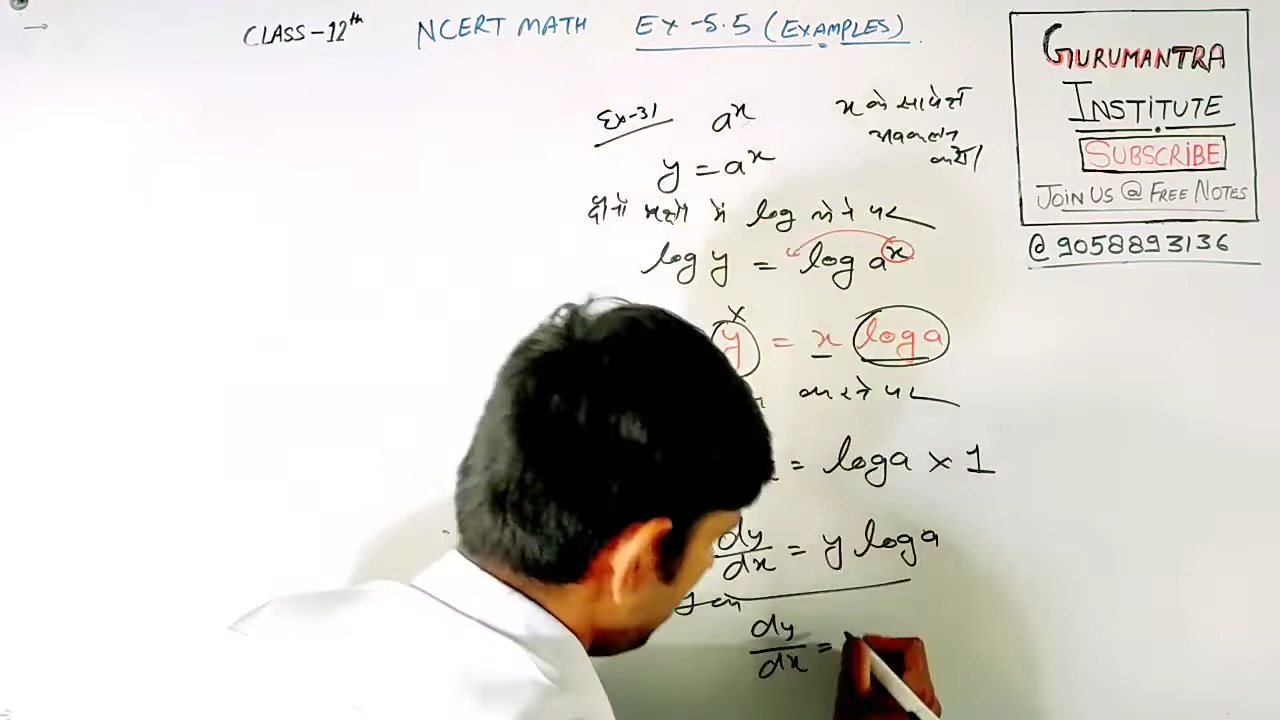 → CLASS-12th NCERT MATH EX-5.5 (EXAMPLES)
GURUMANTRA
INSTITUTE
SUBSCRIBE
JOIN US @ FREE NOTES
@ 9058893136
Ex-31 a^x x के सापेक्ष
अवकलन
करो।
y = a^x
दोनों पक्षों में log लेने पर
log y = log a^x
y = x log a
करने पर
= log a × 1
dy/dx = y log a
dy/dx =